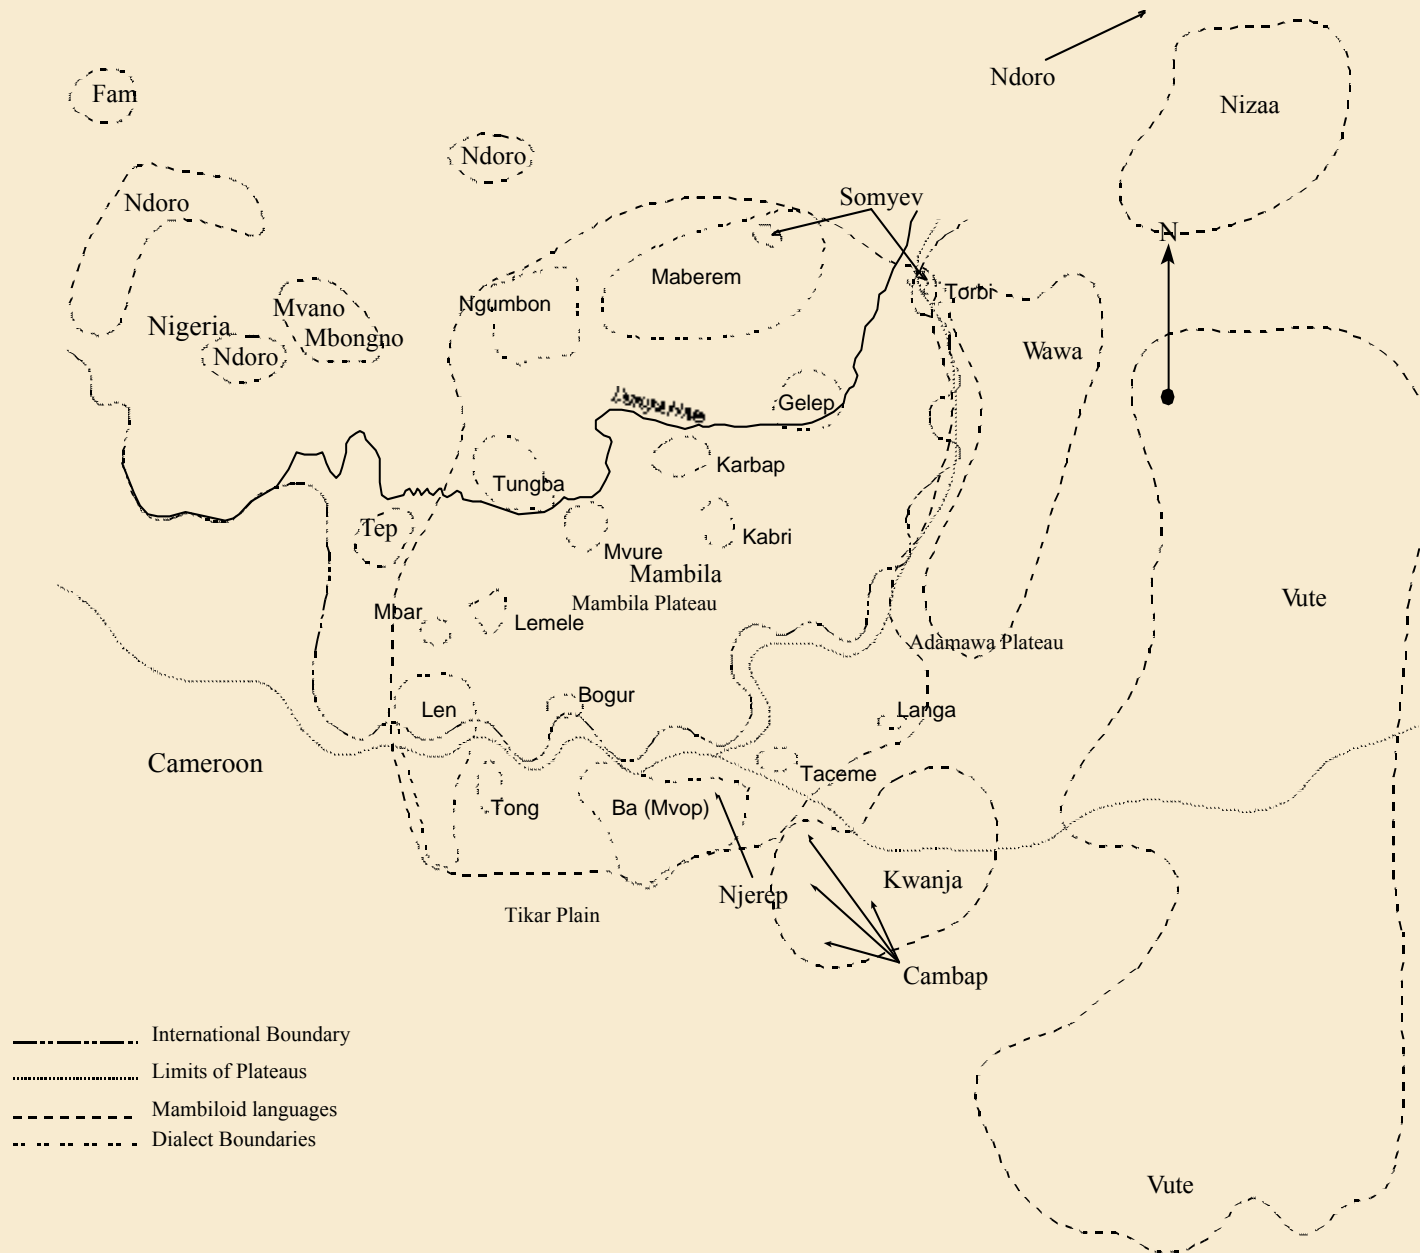 Ndoro
Fam
Nizaa
Ndoro
Ndoro
Somyev
N
Maberem
Torbi
Ngumbon
Mvano
Nigeria
Mbongno
Ndoro
Wawa
Gelep
Karbap
Tungba
Tep
Kabri
Mvure
Mambila
Mambila Plateau
Vute
Mbar
Lemele
Adamawa Plateau
Bogur
Len
Langa
Cameroon
Taceme
Tong
Ba (Mvop)
Kwanja
Njerep
Tikar Plain
Cambap
International Boundary
Limits of Plateaus
Mambiloid languages
Dialect Boundaries
Vute